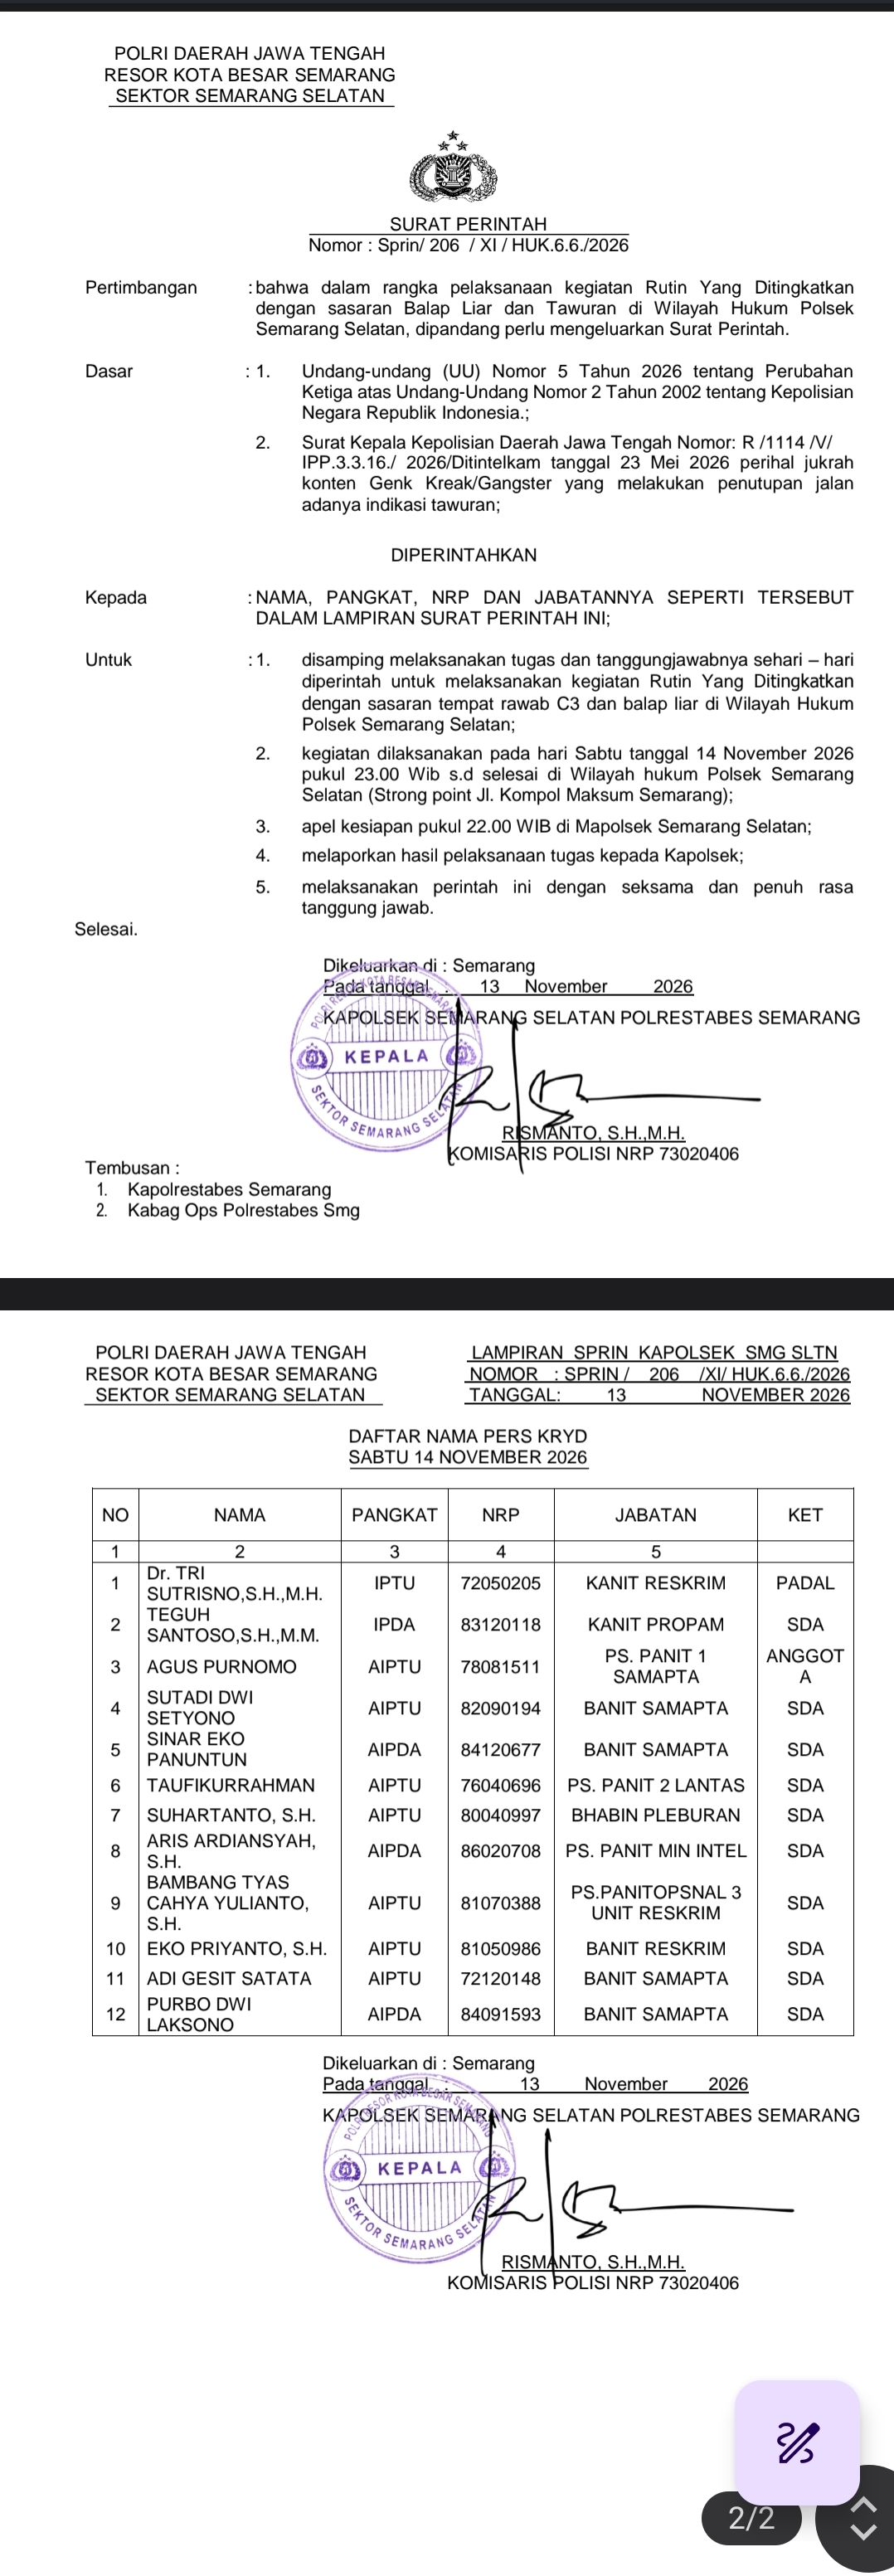 POLRI DAERAH JAWA TENGAH
RESOR KOTA BESAR SEMARANG
SEKTOR SEMARANG SELATAN
SURAT PERINTAH
Nomor : Sprin/ 206 / XI / HUK.6.6./2026
Pertimbangan : bahwa dalam rangka pelaksanaan kegiatan Rutin Yang Ditingkatkan
dengan sasaran Balap Liar dan Tawuran di Wilayah Hukum Polsek
Semarang Selatan, dipandang perlu mengeluarkan Surat Perintah.
Dasar : 1. Undang-undang (UU) Nomor 5 Tahun 2026 tentang Perubahan
Ketiga atas Undang-Undang Nomor 2 Tahun 2002 tentang Kepolisian
Negara Republik Indonesia.;
2. Surat Kepala Kepolisian Daerah Jawa Tengah Nomor: R /1114 /V/
IPP.3.3.16./ 2026/Ditintelkam tanggal 23 Mei 2026 perihal jukrah
konten Genk Kreak/Gangster yang melakukan penutupan jalan
adanya indikasi tawuran;
DIPERINTAHKAN
Kepada : NAMA, PANGKAT, NRP DAN JABATANNYA SEPERTI TERSEBUT
DALAM LAMPIRAN SURAT PERINTAH INI;
Untuk : 1. disamping melaksanakan tugas dan tanggungjawabnya sehari – hari
diperintah untuk melaksanakan kegiatan Rutin Yang Ditingkatkan
dengan sasaran tempat rawab C3 dan balap liar di Wilayah Hukum
Polsek Semarang Selatan;
2. kegiatan dilaksanakan pada hari Sabtu tanggal 14 November 2026
pukul 23.00 Wib s.d selesai di Wilayah hukum Polsek Semarang
Selatan (Strong point Jl. Kompol Maksum Semarang);
3. apel kesiapan pukul 22.00 WIB di Mapolsek Semarang Selatan;
4. melaporkan hasil pelaksanaan tugas kepada Kapolsek;
5. melaksanakan perintah ini dengan seksama dan penuh rasa
tanggung jawab.
Selesai.
Dikeluarkan di : Semarang
Pada tanggal : 13 November 2026
KAPOLSEK SEMARANG SELATAN POLRESTABES SEMARANG
POLRI RESOR KOTA BESAR SEMARANG
KEPALA
SEKTOR SEMARANG SELATAN
RISMANTO, S.H.,M.H.
KOMISARIS POLISI NRP 73020406
Tembusan :
1. Kapolrestabes Semarang
2. Kabag Ops Polrestabes Smg
POLRI DAERAH JAWA TENGAH
RESOR KOTA BESAR SEMARANG
SEKTOR SEMARANG SELATAN
LAMPIRAN SPRIN KAPOLSEK SMG SLTN
NOMOR : SPRIN / 206 /XI/ HUK.6.6./2026
TANGGAL: 13 NOVEMBER 2026
DAFTAR NAMA PERS KRYD
SABTU 14 NOVEMBER 2026
NO NAMA PANGKAT NRP JABATAN KET
1 2 3 4 5
1 Dr. TRI SUTRISNO,S.H.,M.H. IPTU 72050205 KANIT RESKRIM PADAL
2 TEGUH SANTOSO,S.H.,M.M. IPDA 83120118 KANIT PROPAM SDA
3 AGUS PURNOMO AIPTU 78081511 PS. PANIT 1 SAMAPTA ANGGOTA
4 SUTADI DWI SETYONO AIPTU 82090194 BANIT SAMAPTA SDA
5 SINAR EKO PANUNTUN AIPDA 84120677 BANIT SAMAPTA SDA
6 TAUFIKURRAHMAN AIPTU 76040696 PS. PANIT 2 LANTAS SDA
7 SUHARTANTO, S.H. AIPTU 80040997 BHABIN PLEBURAN SDA
8 ARIS ARDIANSYAH, S.H. AIPDA 86020708 PS. PANIT MIN INTEL SDA
9 BAMBANG TYAS CAHYA YULIANTO, S.H. AIPTU 81070388 PS.PANITOPSNAL 3 UNIT RESKRIM SDA
10 EKO PRIYANTO, S.H. AIPTU 81050986 BANIT RESKRIM SDA
11 ADI GESIT SATATA AIPTU 72120148 BANIT SAMAPTA SDA
12 PURBO DWI LAKSONO AIPDA 84091593 BANIT SAMAPTA SDA
Dikeluarkan di : Semarang
Pada tanggal : 13 November 2026
KAPOLSEK SEMARANG SELATAN POLRESTABES SEMARANG
POLRI RESOR KOTA BESAR SEMARANG
KEPALA
SEKTOR SEMARANG SELATAN
RISMANTO, S.H.,M.H.
KOMISARIS POLISI NRP 73020406
2/2